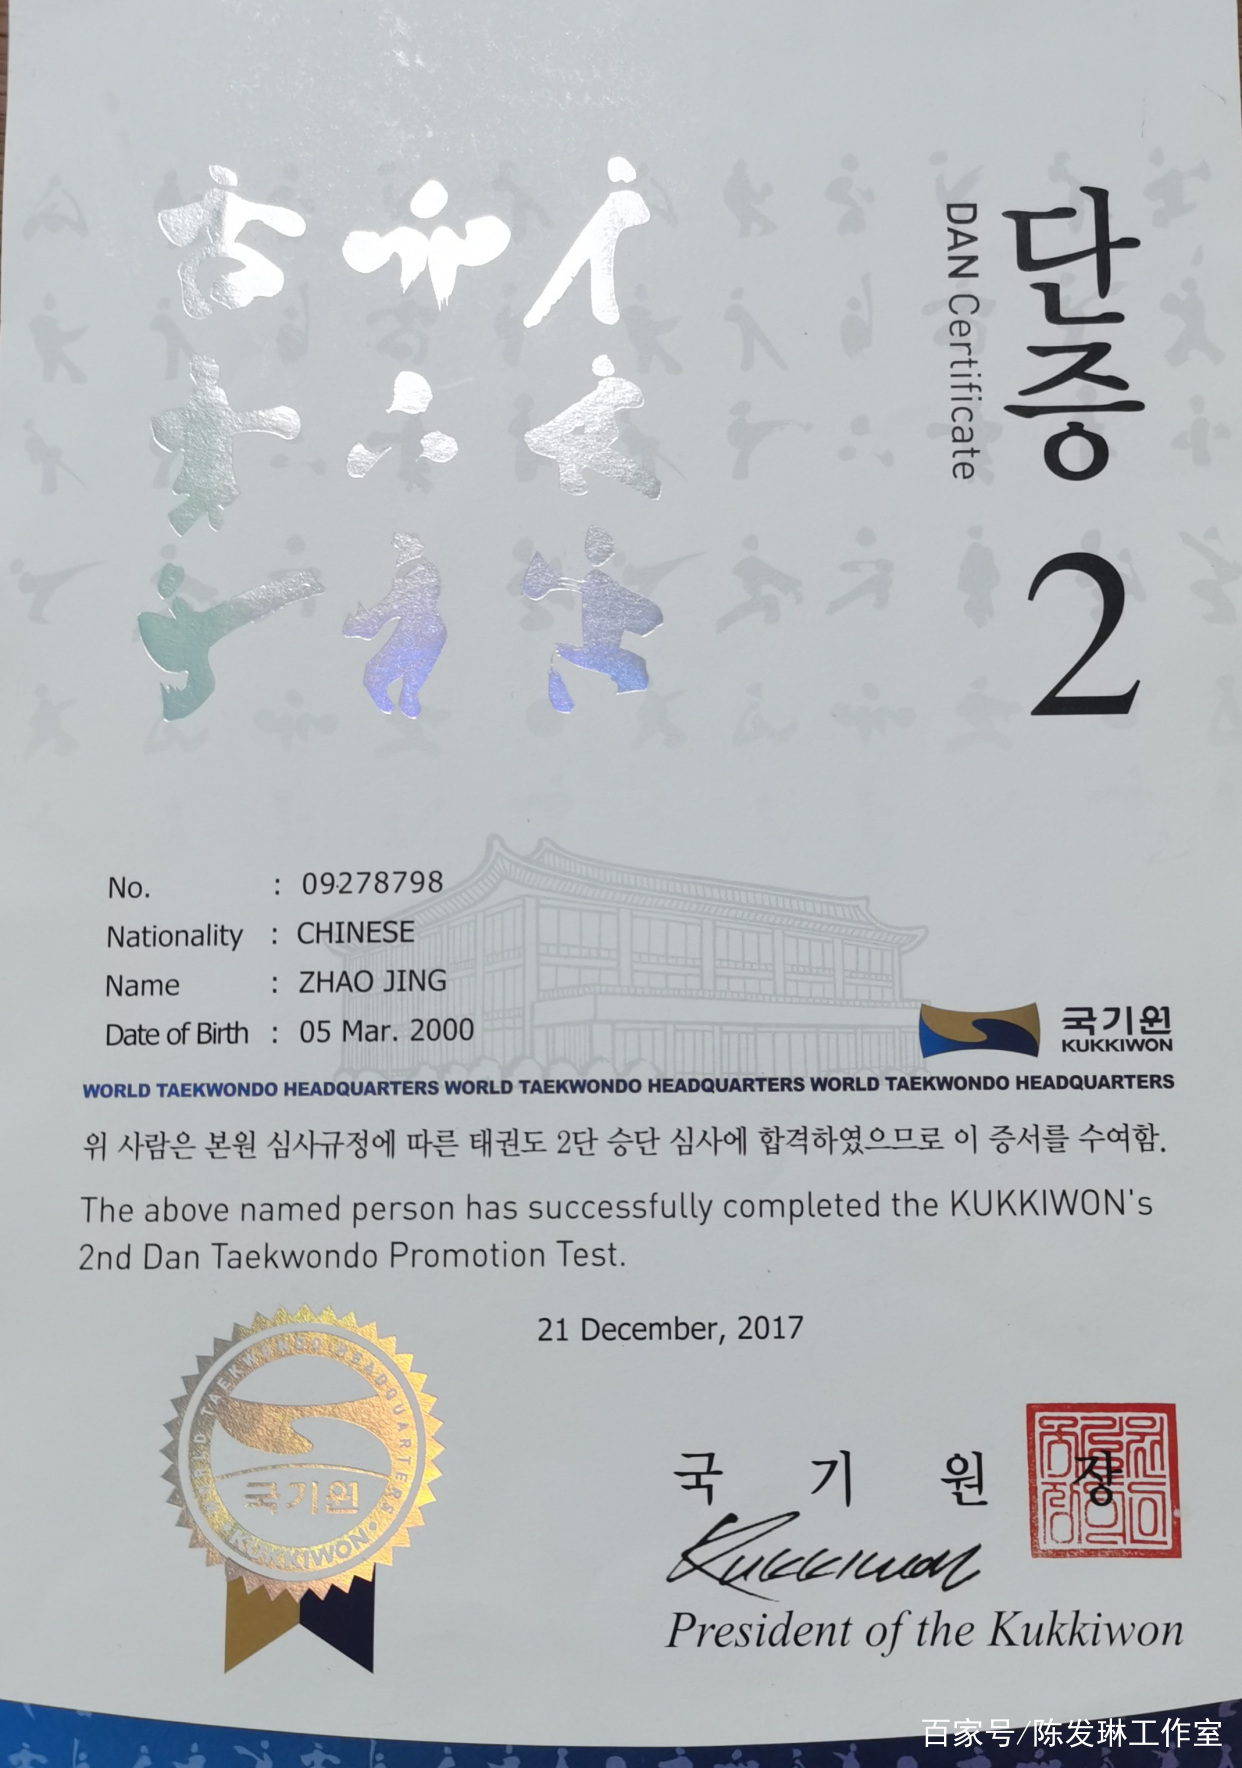 단증
DAN Certificate
2
No. : 09278798
Nationality : CHINESE
Name : ZHAO JING
Date of Birth : 05 Mar. 2000
국기원
KUKKIWON
WORLD TAEKWONDO HEADQUARTERS WORLD TAEKWONDO HEADQUARTERS WORLD TAEKWONDO HEADQUARTERS
위 사람은 본원 심사규정에 따른 태권도 2단 승단 심사에 합격하였으므로 이 증서를 수여함.
The above named person has successfully completed the KUKKIWON's
2nd Dan Taekwondo Promotion Test.
21 December, 2017
WORLD TAEKWONDO HEADQUARTERS
국기원
KUKKIWON
국 기 원 장
Kukkiwon
President of the Kukkiwon
百家号/陈发琳工作室